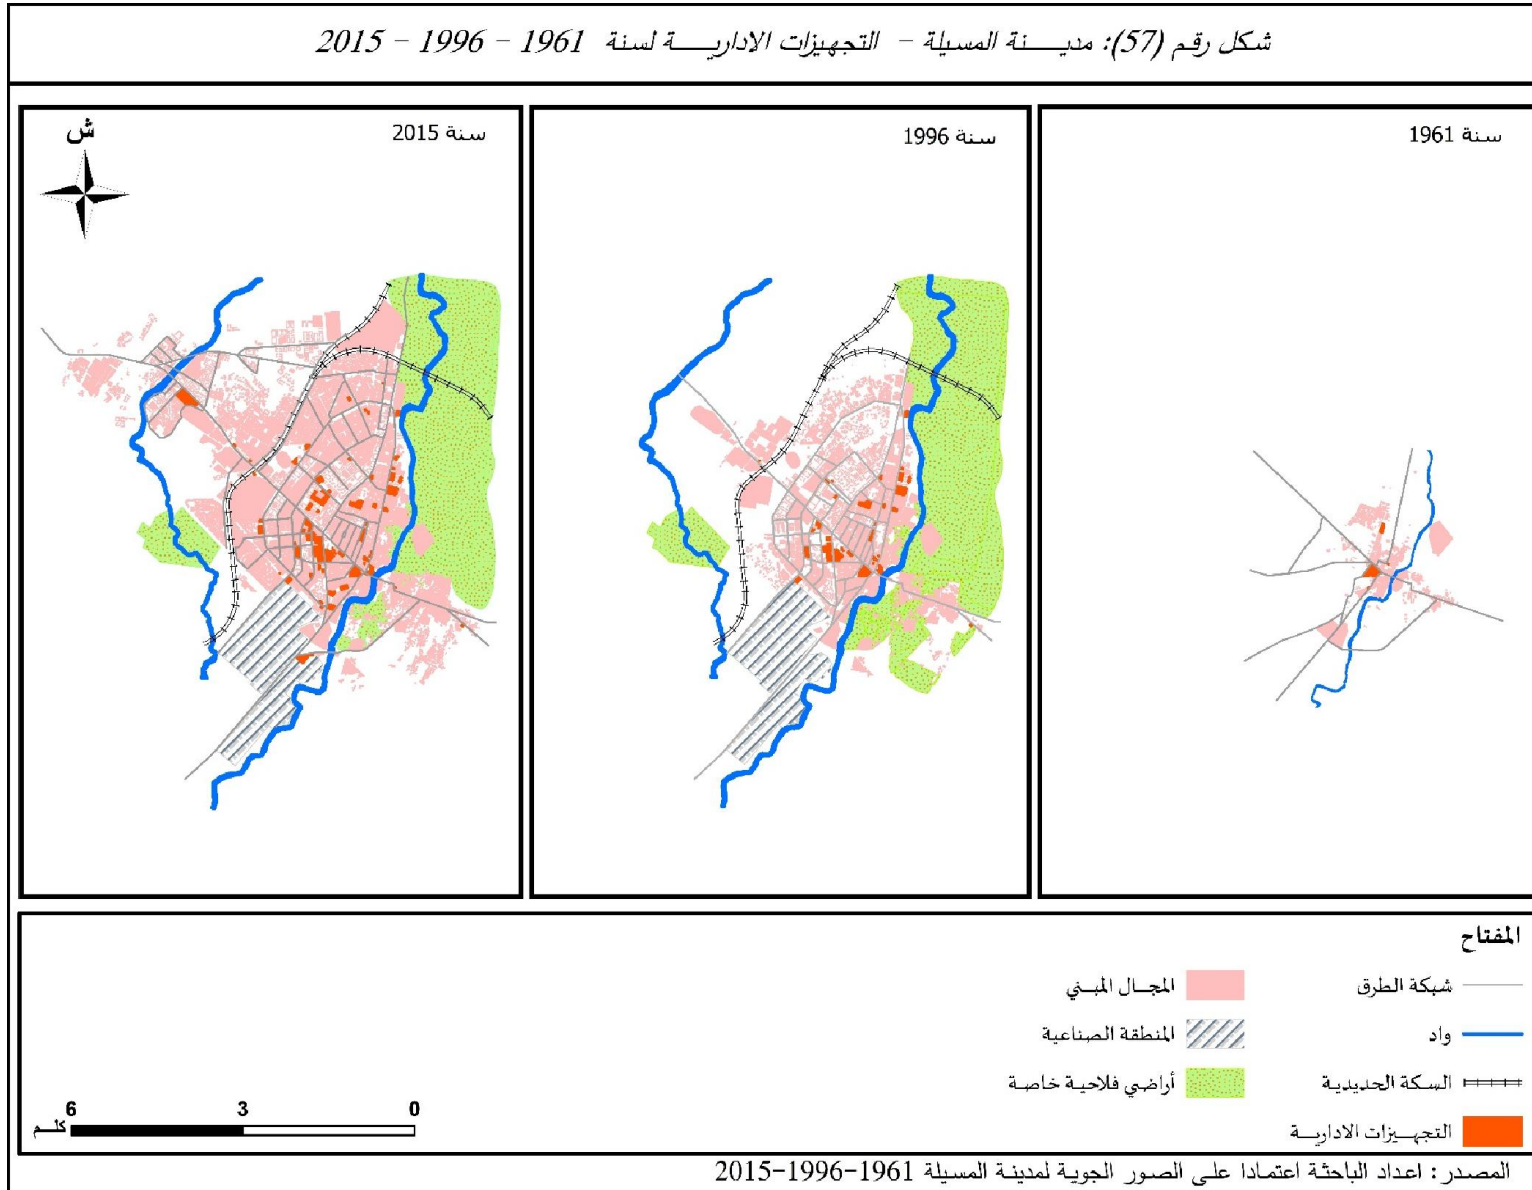 شكل رقم (57): مدينة المسيلة - التجهيزات الادارية لسنة 1961 - 1996 - 2015
سنة 1961
سنة 1996
سنة 2015
ش
المفتاح
شبكة الطرق
واد
السكة الحديدية
التجهيزات الادارية
المجال المبني
المنطقة الصناعية
أراضي فلاحية خاصة
6 3 0
كلم
المصدر: اعداد الباحثة اعتمادا على الصور الجوية لمدينة المسيلة 1961-1996-2015